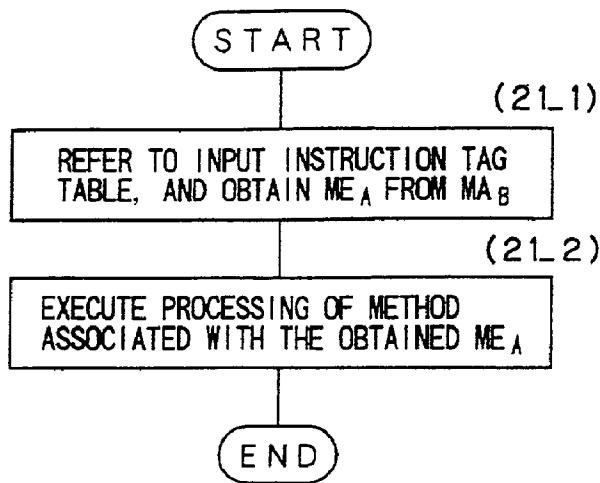 START
(21_1)
REFER TO INPUT INSTRUCTION TAG
TABLE, AND OBTAIN ME_A FROM MA_B
(21_2)
EXECUTE PROCESSING OF METHOD
ASSOCIATED WITH THE OBTAINED ME_A
END